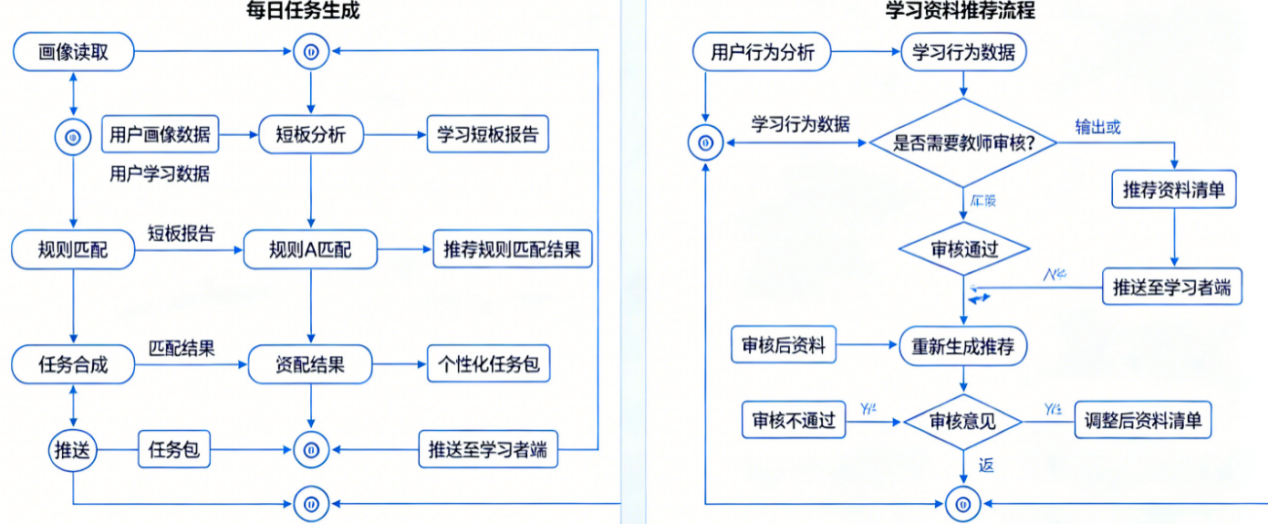 每日任务生成
画像读取
用户画像数据
短板分析
学习短板报告
用户学习数据
规则匹配
短板报告
规则A匹配
推荐规则匹配结果
任务合成
匹配结果
资配结果
个性化任务包
推送
任务包
推送至学习者端
学习资料推荐流程
用户行为分析
学习行为数据
学习行为数据
是否需要教师审核?
输出或
推荐资料清单
审核通过
推送至学习者端
审核后资料
重新生成推荐
审核不通过
审核意见
调整后资料清单
返